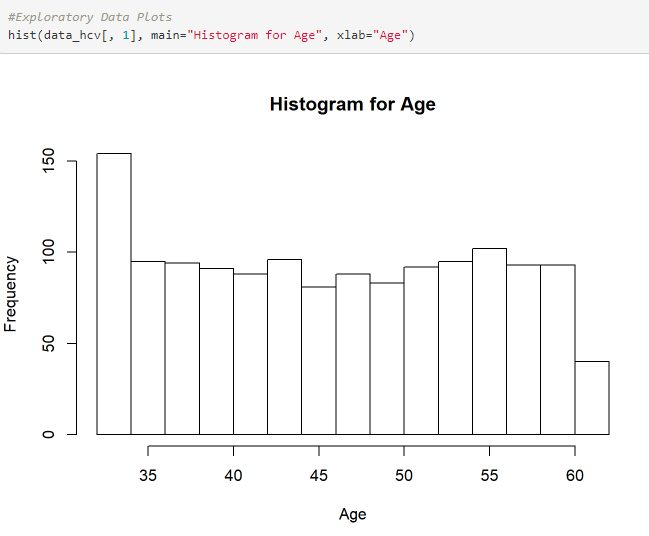 #Exploratory Data Plots
hist(data_hcv[, 1], main="Histogram for Age", xlab="Age")
Histogram for Age
150
100
50
0
Frequency
35 40 45 50 55 60
Age